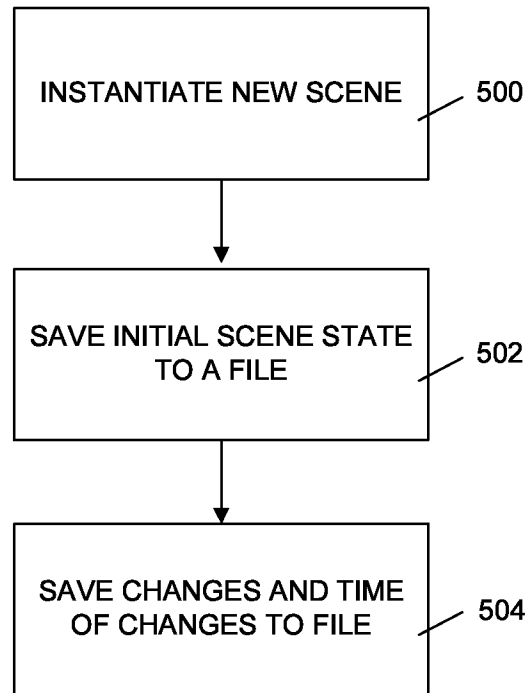 INSTANTIATE NEW SCENE
500
SAVE INITIAL SCENE STATE
TO A FILE
502
SAVE CHANGES AND TIME
OF CHANGES TO FILE
504